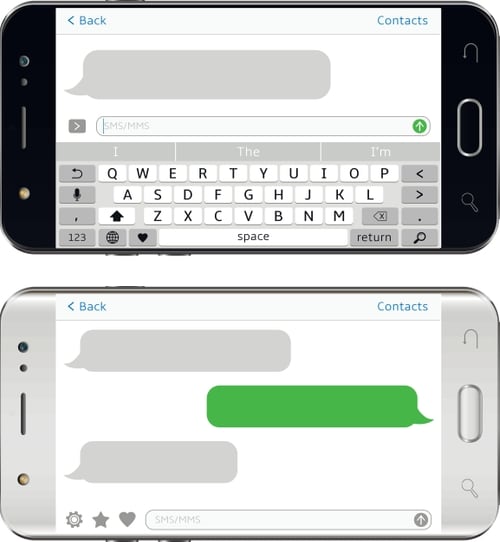 Back Contacts
SMS/MMS
I The I'm
Q W E R T Y U I O P <
A S D F G H J K L >
, Z X C V B N M .
123 space return
Back Contacts
SMS/MMS